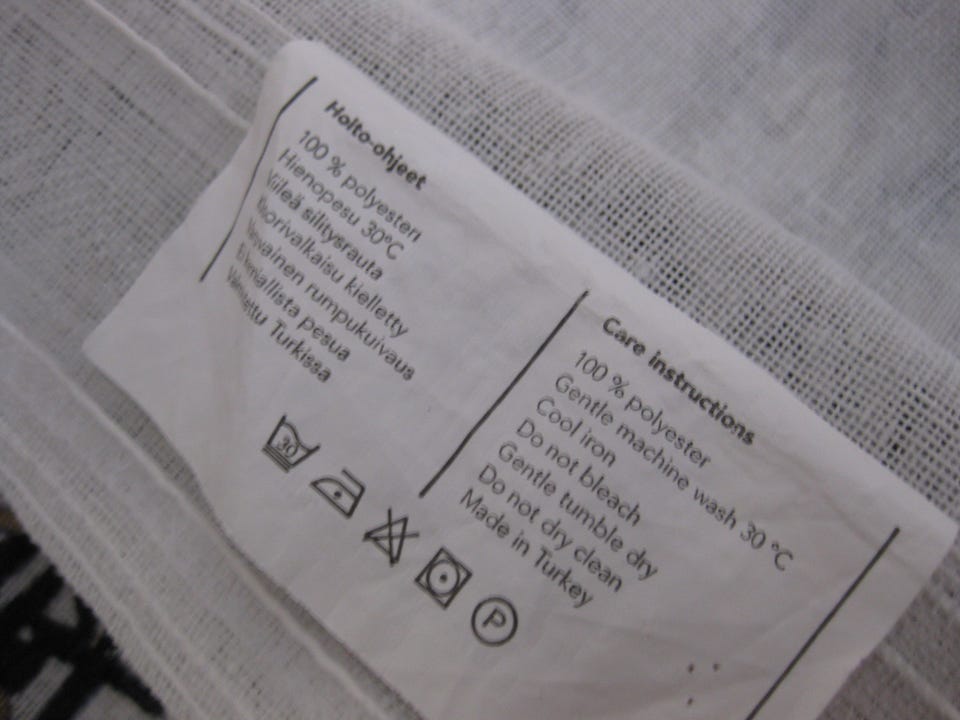 Hoito-ohjeet
100 % polyesteri
Hienopesu 30°C
Viileä silitysrauta
Kloorivalkaisu kielletty
rumpukuivaus
Ei kemiallista pesua
Valmistettu Turkissa
30
P
Care instructions
100 % polyester
Gentle machine wash 30 °C
Cool iron
Do not bleach
Gentle tumble dry
Do not dry clean
Made in Turkey